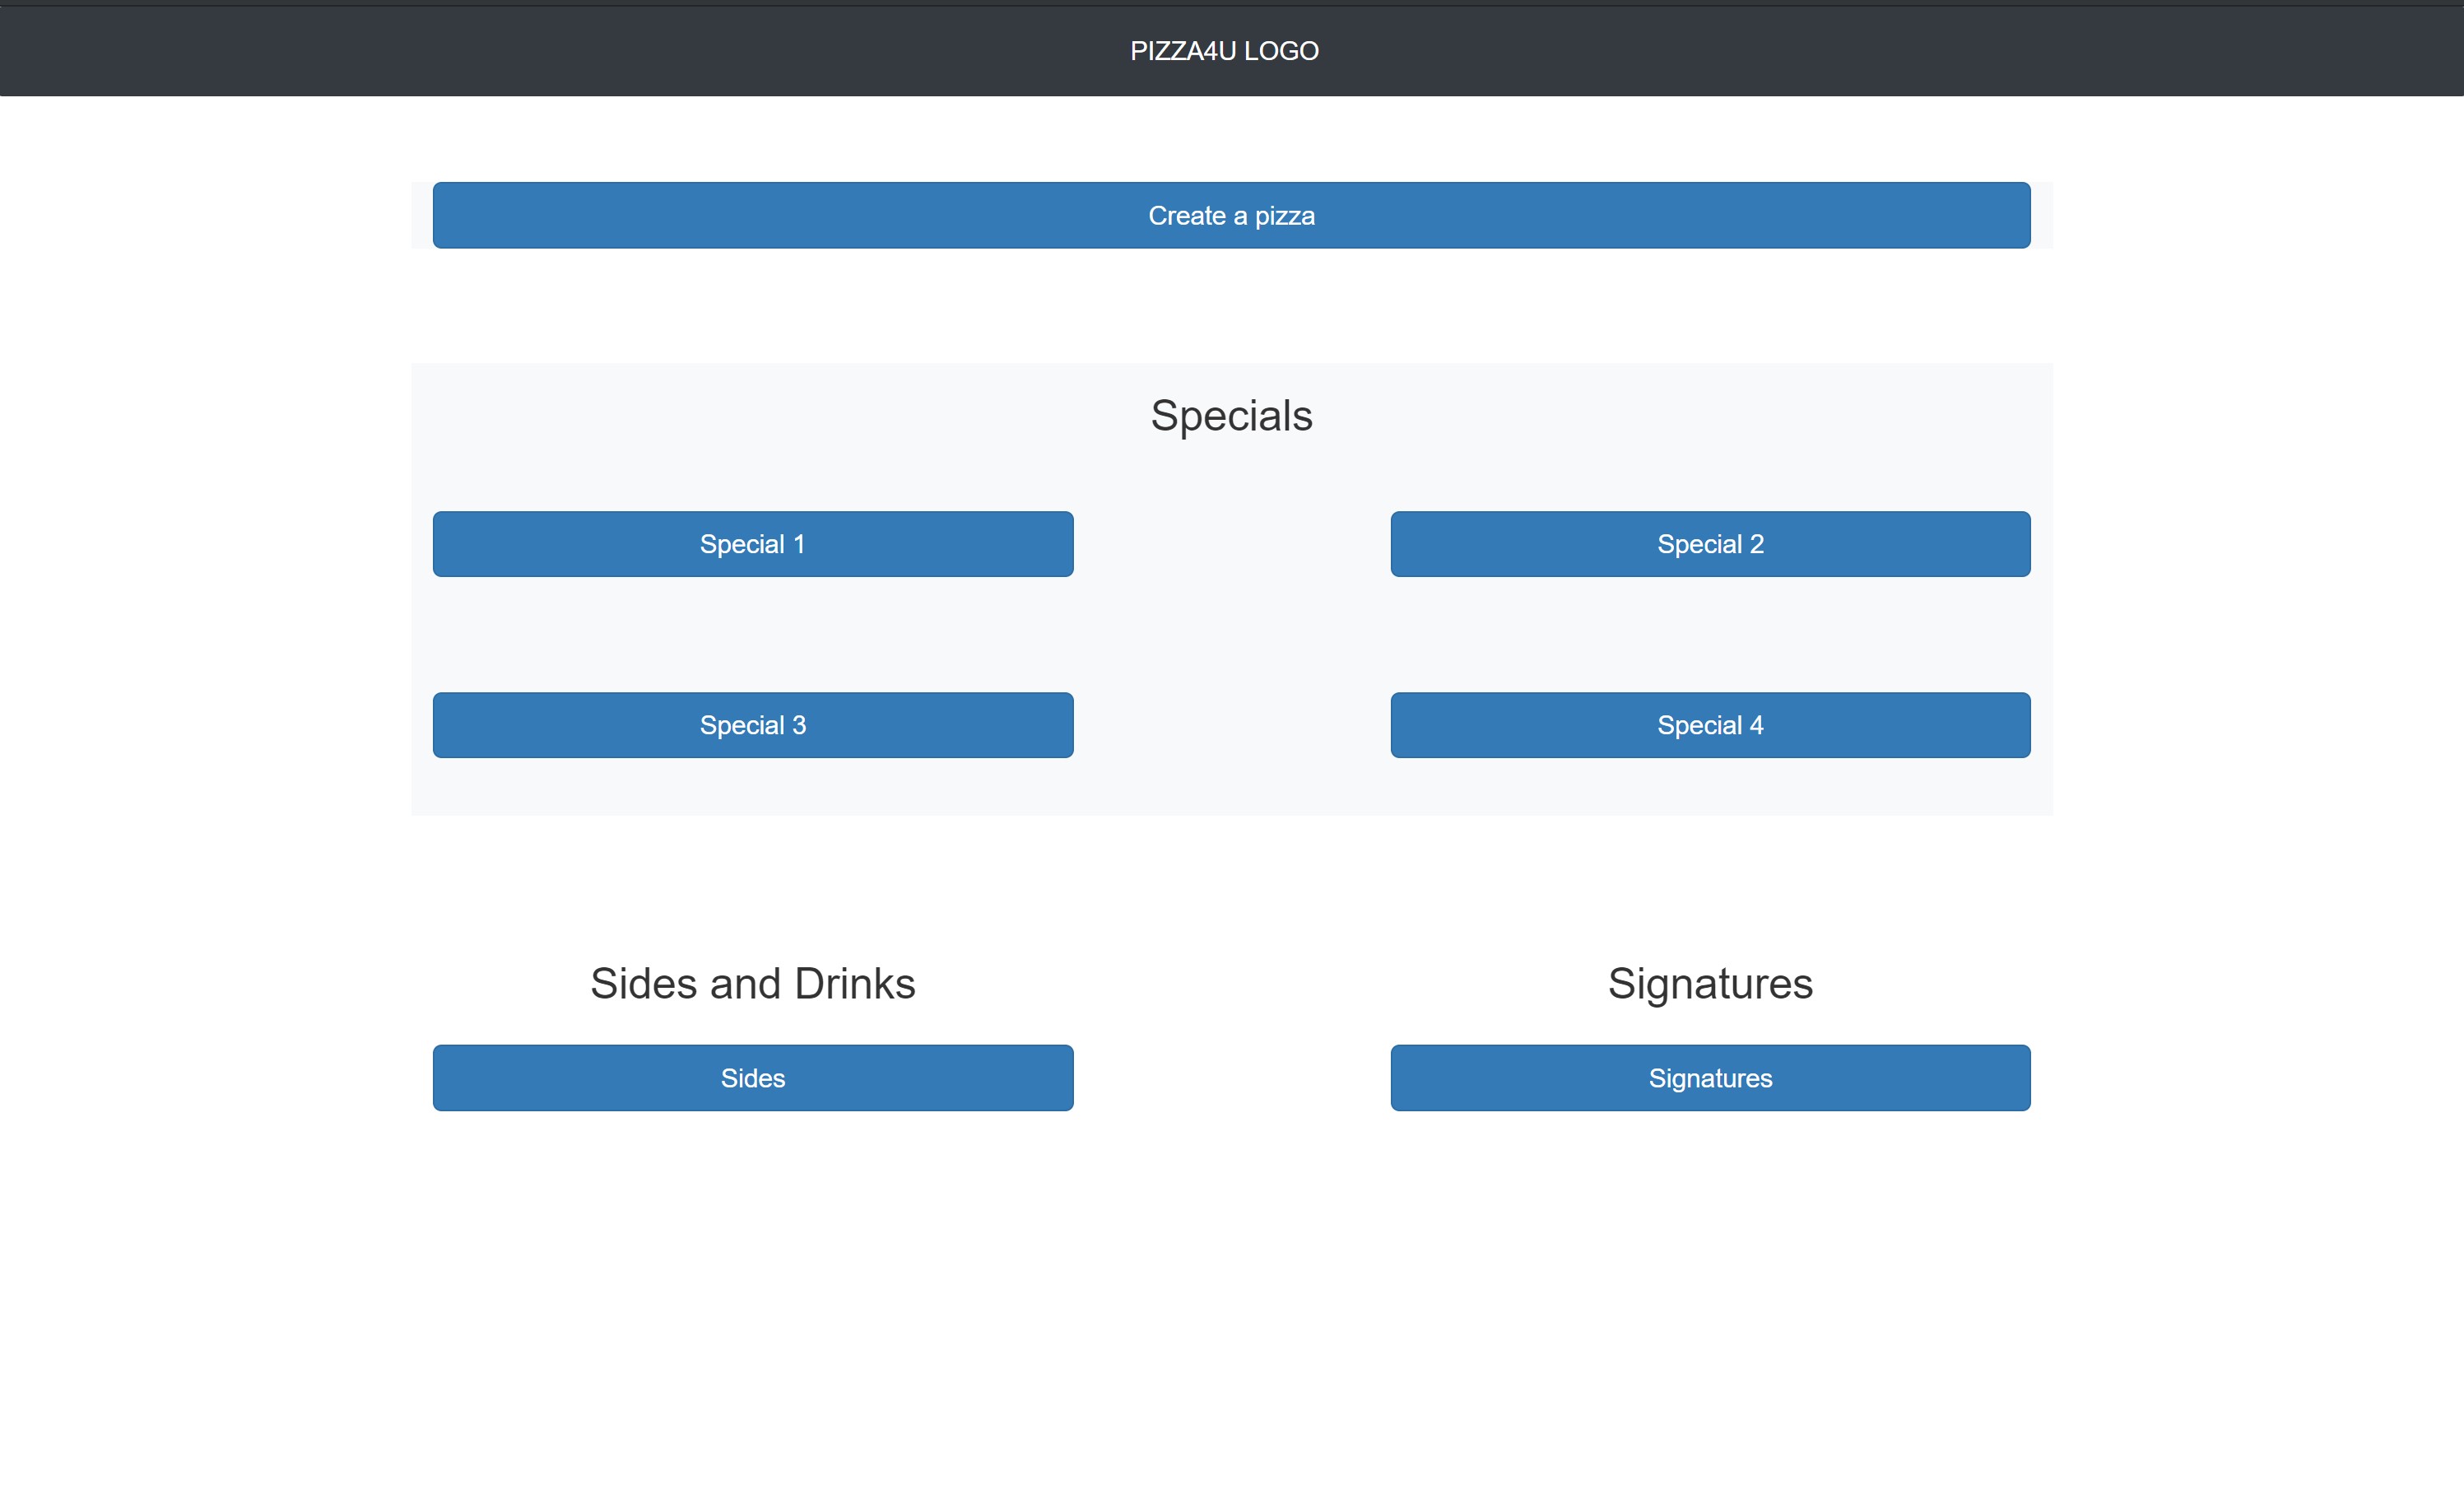 PIZZA4U LOGO
Create a pizza
Specials
Special 1
Special 2
Special 3
Special 4
Sides and Drinks
Signatures
Sides
Signatures